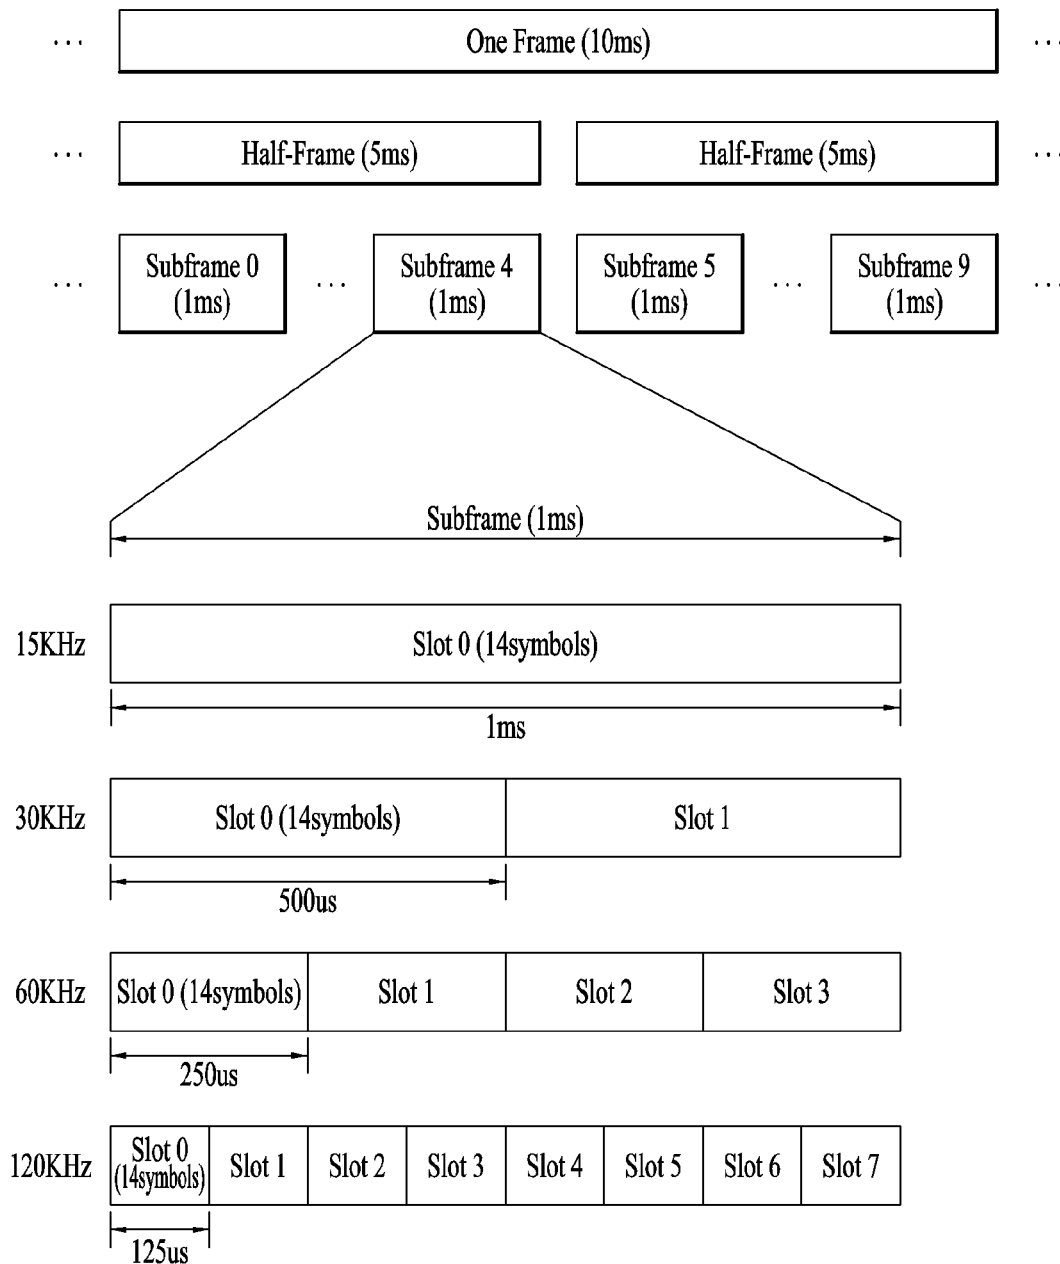 ... One Frame (10ms) ...
... Half-Frame (5ms) Half-Frame (5ms) ...
Subframe 0 Subframe 4 Subframe 5 Subframe 9
... (1ms) ... (1ms) (1ms) ... (1ms) ...
Subframe (1ms)
15KHz Slot 0 (14symbols)
1ms
30KHz Slot 0 (14symbols) Slot 1
500us
60KHz Slot 0 (14symbols) Slot 1 Slot 2 Slot 3
250us
120KHz Slot 0 (14symbols) Slot 1 Slot 2 Slot 3 Slot 4 Slot 5 Slot 6 Slot 7
125us